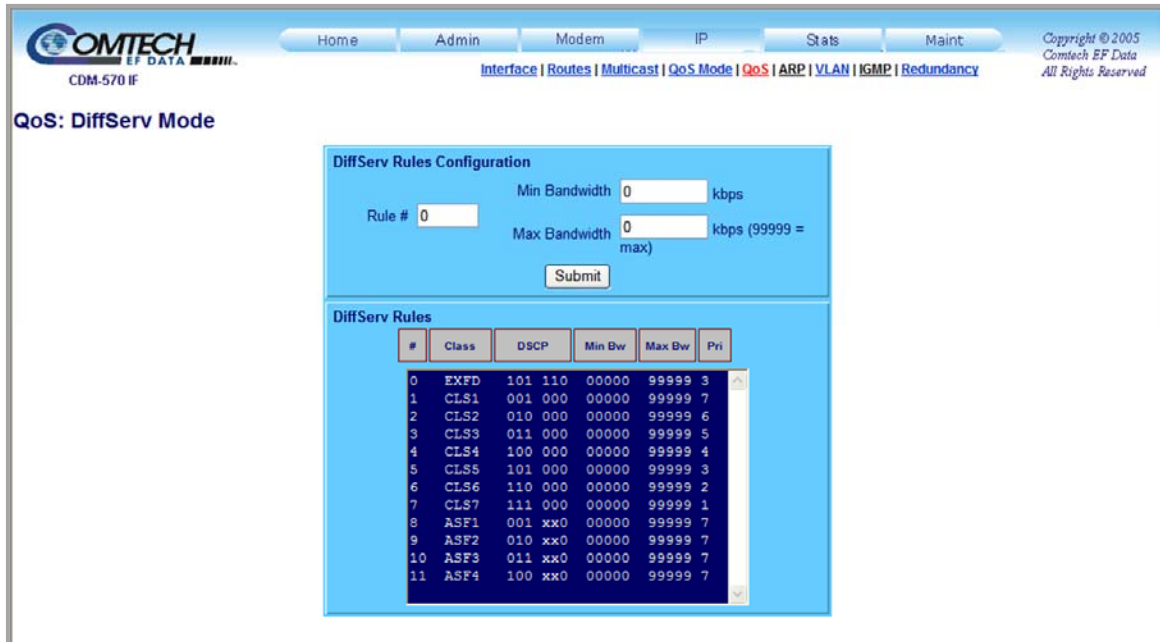 COMTECH
EF DATA
CDM-570 IF
Home Admin Modem IP Stats Maint
Copyright © 2005
Comtech EF Data
All Rights Reserved
Interface | Routes | Multicast | QoS Mode | QoS | ARP | VLAN | IGMP | Redundancy
QoS: DiffServ Mode
DiffServ Rules Configuration
Rule # 0
Min Bandwidth 0 kbps
Max Bandwidth 0 kbps (99999 =
max)
Submit
DiffServ Rules
# Class DSCP Min Bw Max Bw Pri
0 EXFD 101 110 00000 99999 3
1 CLS1 001 000 00000 99999 7
2 CLS2 010 000 00000 99999 6
3 CLS3 011 000 00000 99999 5
4 CLS4 100 000 00000 99999 4
5 CLS5 101 000 00000 99999 3
6 CLS6 110 000 00000 99999 2
7 CLS7 111 000 00000 99999 1
8 ASF1 001 xx0 00000 99999 7
9 ASF2 010 xx0 00000 99999 7
10 ASF3 011 xx0 00000 99999 7
11 ASF4 100 xx0 00000 99999 7